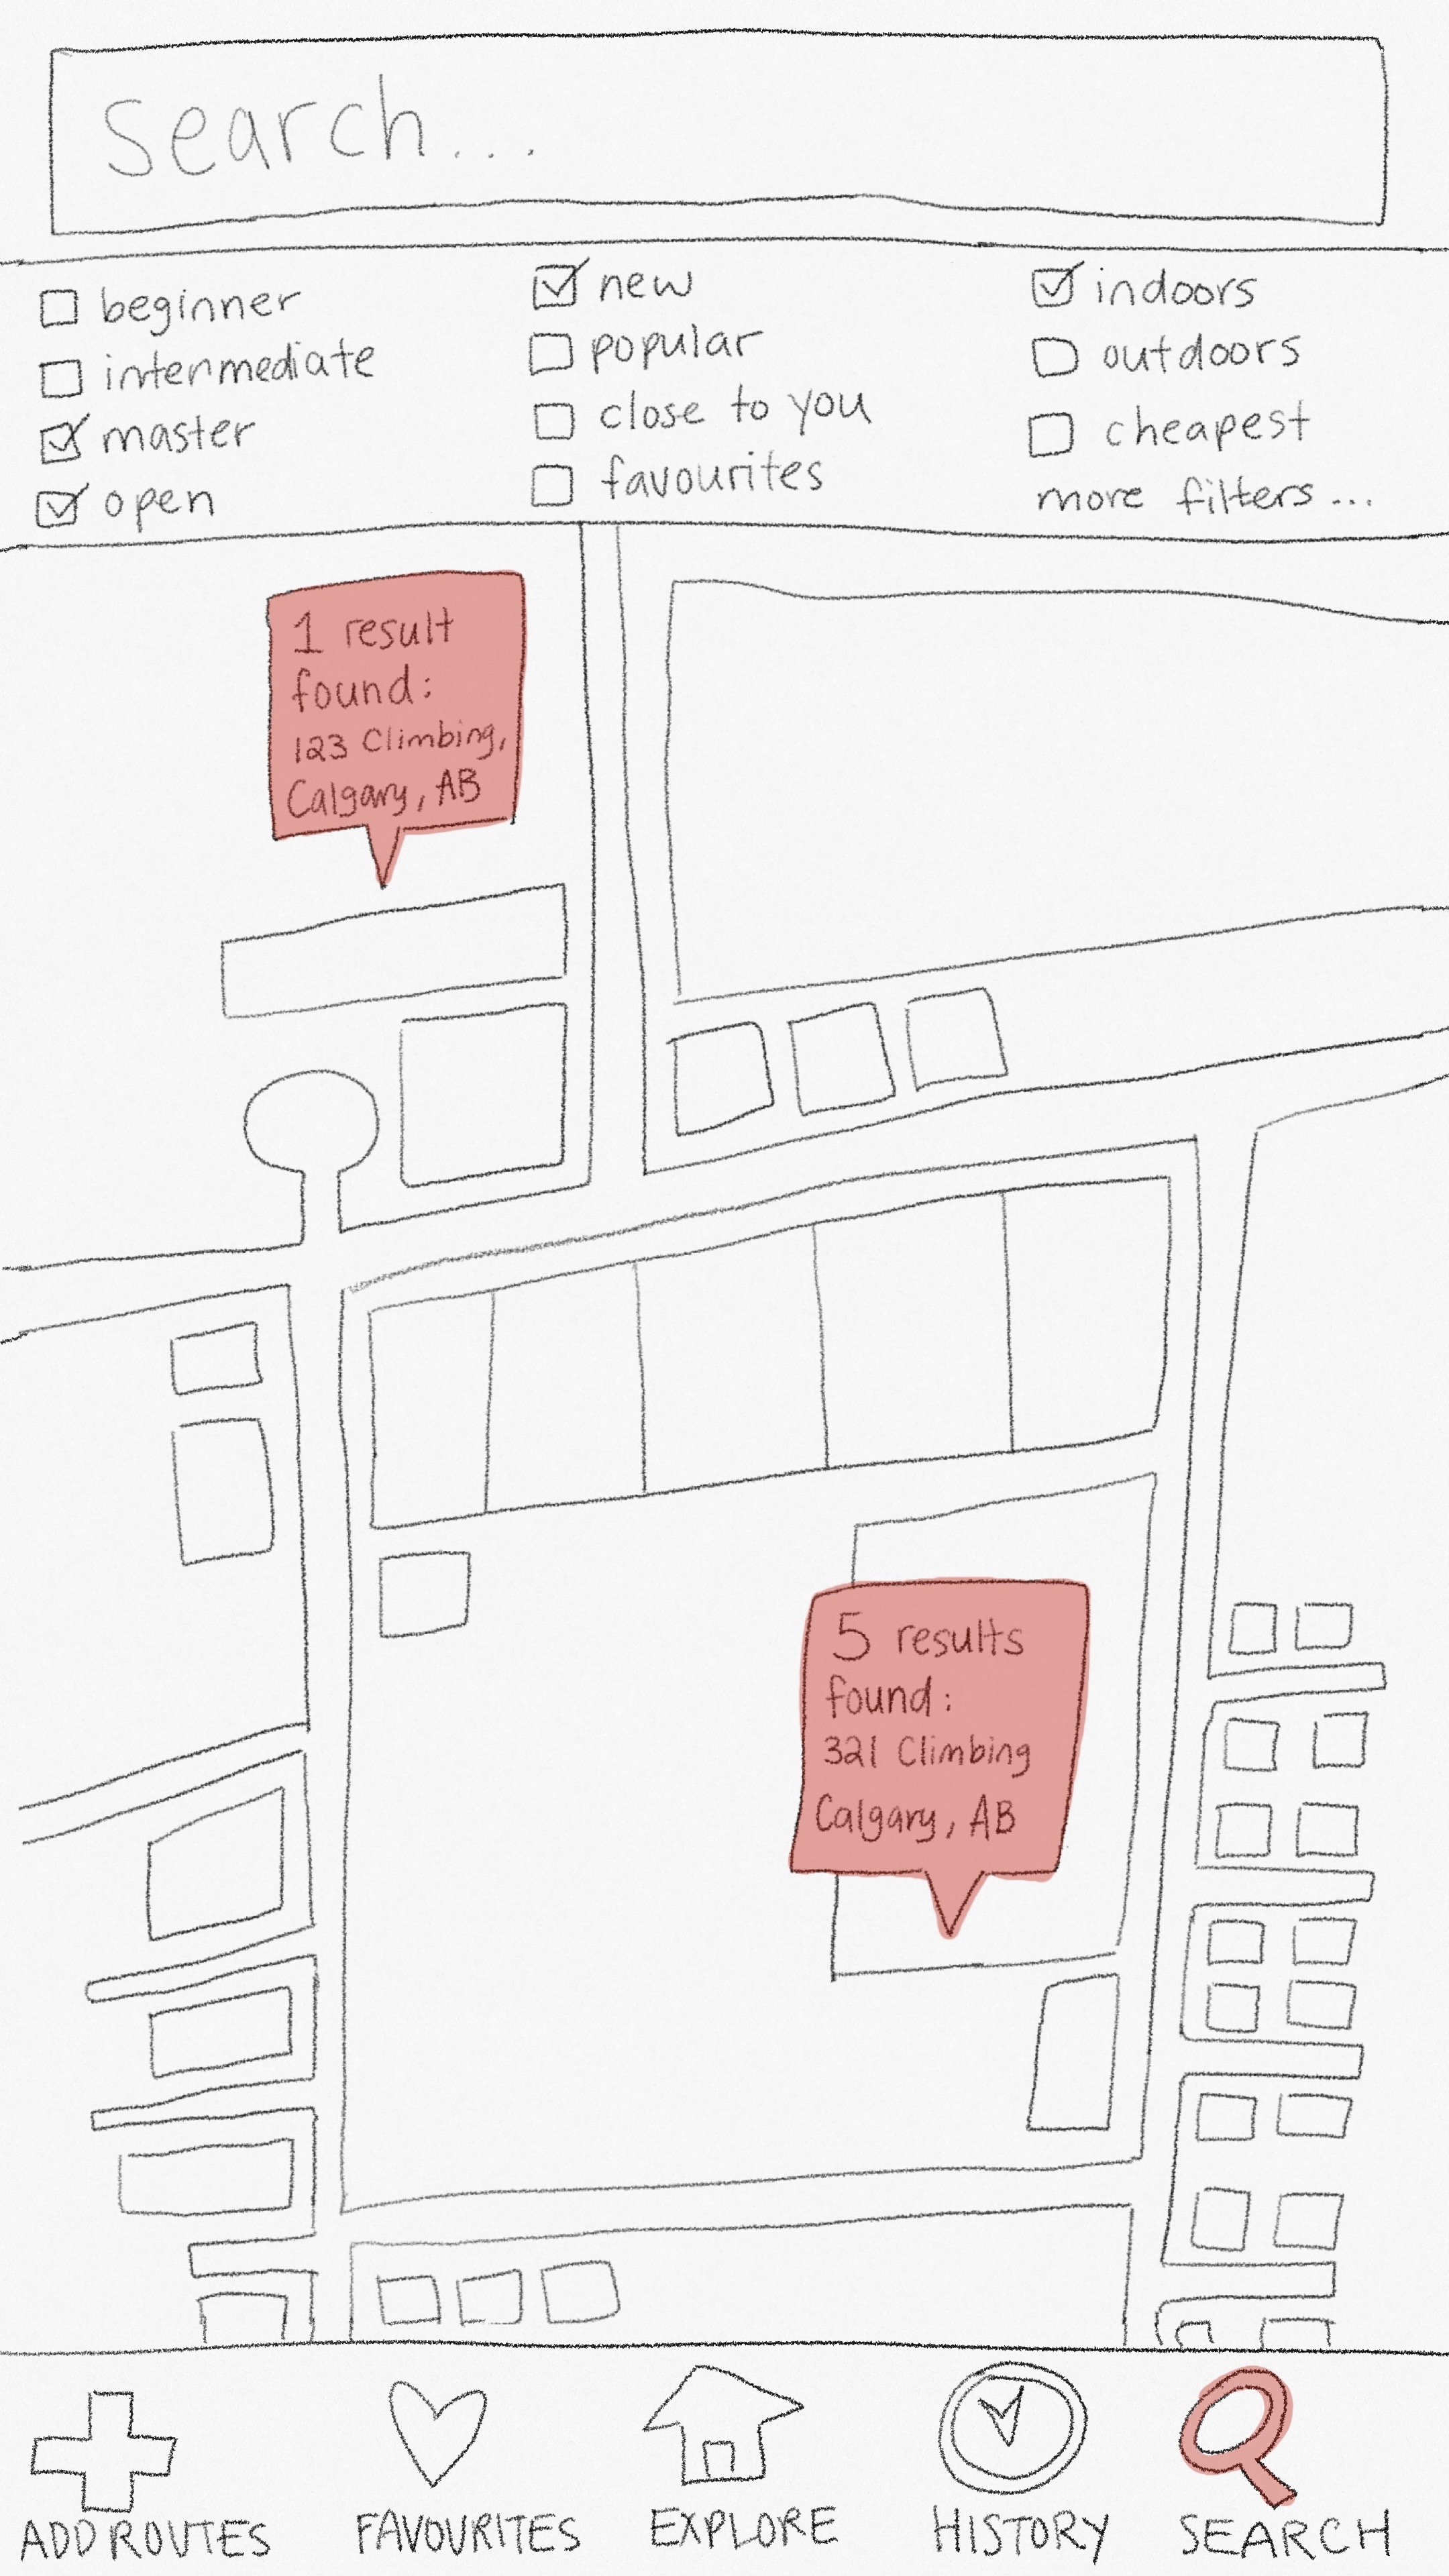 Search...
beginner
intermediate
master
open
new
popular
close to you
favourites
indoors
outdoors
cheapest
more filters...
1 result
found:
123 Climbing,
Calgary, AB
5 results
found:
321 Climbing
Calgary, AB
ADD ROUTES
FAVOURITES
EXPLORE
HISTORY
SEARCH